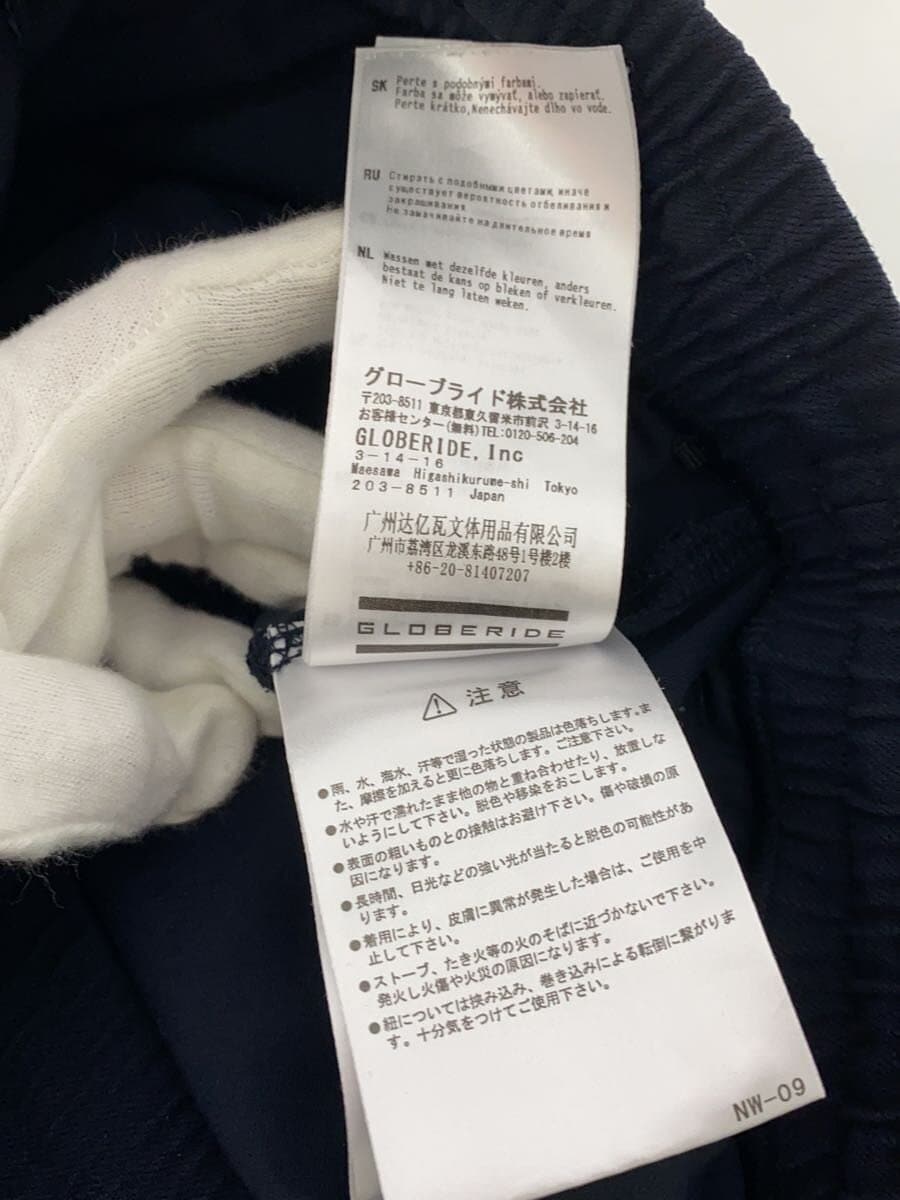 SK Perte s podobnými farbami.
Farba sa môže vymývať, alebo zapierať.
Perte krátko,Nenechávajte dlho vo vode.
RU Стирать с подобными цветами, иначе
существует вероятность отбеливания и
закрашивания
Не замачивайте на длительное время
NL Wassen met dezelfde kleuren, anders
bestaat de kans op bleken of verkleuren.
Niet te lang laten weken.
グローブライド株式会社
〒203-8511 東京都東久留米市前沢 3-14-16
お客様センター(無料)TEL:0120-506-204
GLOBERIDE, Inc
3-14-16
Maesawa Higashikurume-shi Tokyo
203-8511 Japan
广州达亿瓦文体用品有限公司
广州市荔湾区龙溪东路48号1号楼2楼
+86-20-81407207
GLOBERIDE
⚠ 注意
●雨、水、海水、汗等で湿った状態の製品は色落ちします。ま
た、摩擦を加えると更に色落ちします。ご注意下さい。
●水や汗で濡れたまま他の物と重ね合わせたり、放置しな
いようにして下さい。脱色や移染をおこします。
●表面の粗いものとの接触はお避け下さい。傷や破損の原
因になります。
●長時間、日光などの強い光が当たると脱色の可能性があ
ります。
●着用により、皮膚に異常が発生した場合は、ご使用を中
止して下さい。
●ストーブ、たき火等の火のそばに近づかないで下さい。
発火し火傷や火災の原因になります。
●紐については挟み込み、巻き込みによる転倒に繋がりま
す。十分気をつけてご使用下さい。
NW-09